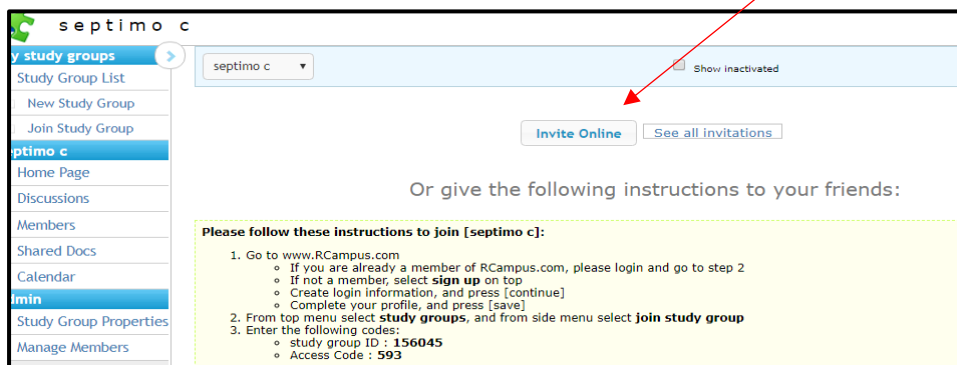 septimo c
y study groups
Study Group List
New Study Group
Join Study Group
ptimo c
Home Page
Discussions
Members
Shared Docs
Calendar
min
Study Group Properties
Manage Members
septimo c
Show inactivated
Invite Online See all invitations
Or give the following instructions to your friends:
Please follow these instructions to join [septimo c]:
1. Go to www.RCampus.com
If you are already a member of RCampus.com, please login and go to step 2
If not a member, select sign up on top
Create login information, and press [continue]
Complete your profile, and press [save]
2. From top menu select study groups, and from side menu select join study group
3. Enter the following codes:
study group ID : 156045
Access Code : 593